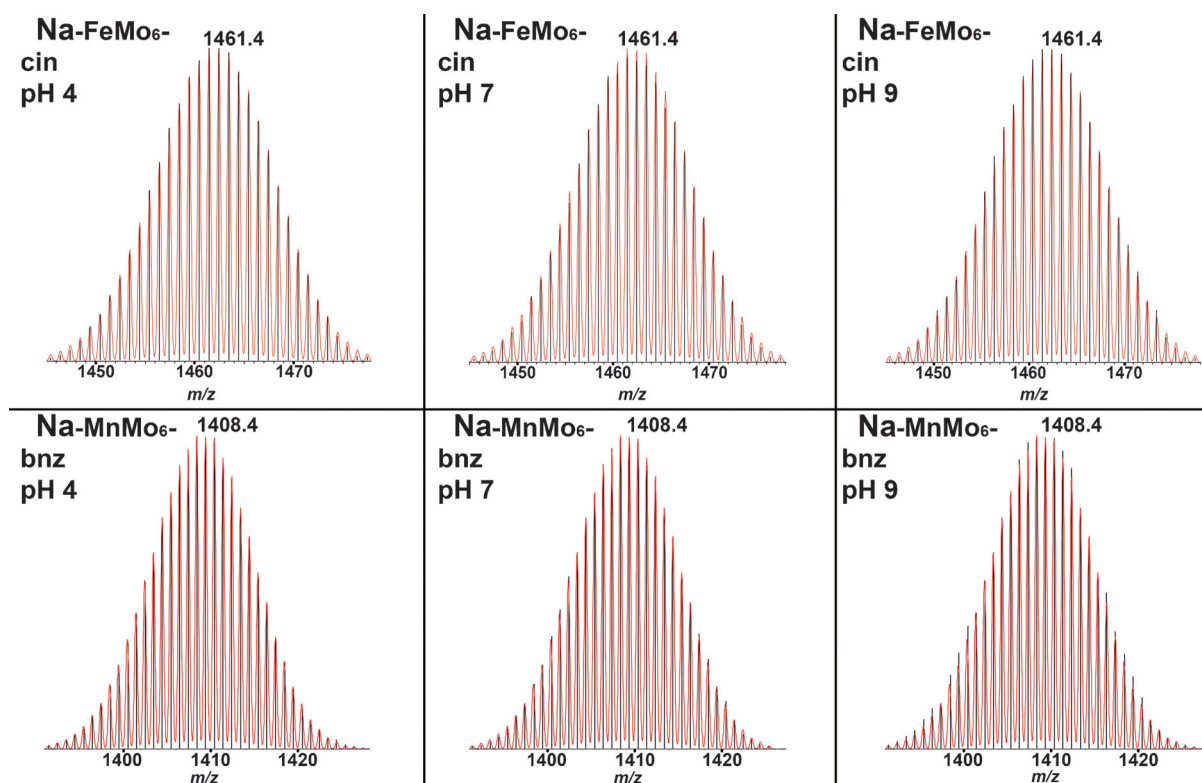 Na-FeMo₆-
cin
pH 4
1461.4
1450 1460 1470
m/z
Na-FeMo₆-
cin
pH 7
1461.4
1450 1460 1470
m/z
Na-FeMo₆-
cin
pH 9
1461.4
1450 1460 1470
m/z
Na-MnMo₆-
bnz
pH 4
1408.4
1400 1410 1420
m/z
Na-MnMo₆-
bnz
pH 7
1408.4
1400 1410 1420
m/z
Na-MnMo₆-
bnz
pH 9
1408.4
1400 1410 1420
m/z